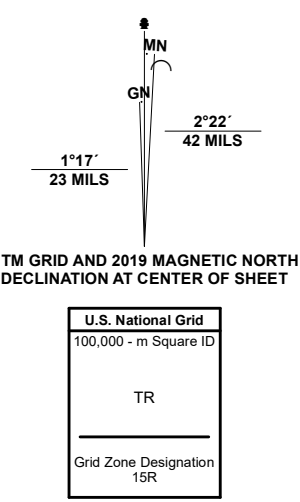 MN
GN
2°22´
42 MILS
1°17´
23 MILS
TM GRID AND 2019 MAGNETIC NORTH
DECLINATION AT CENTER OF SHEET
U.S. National Grid
100,000 - m Square ID
TR
Grid Zone Designation
15R